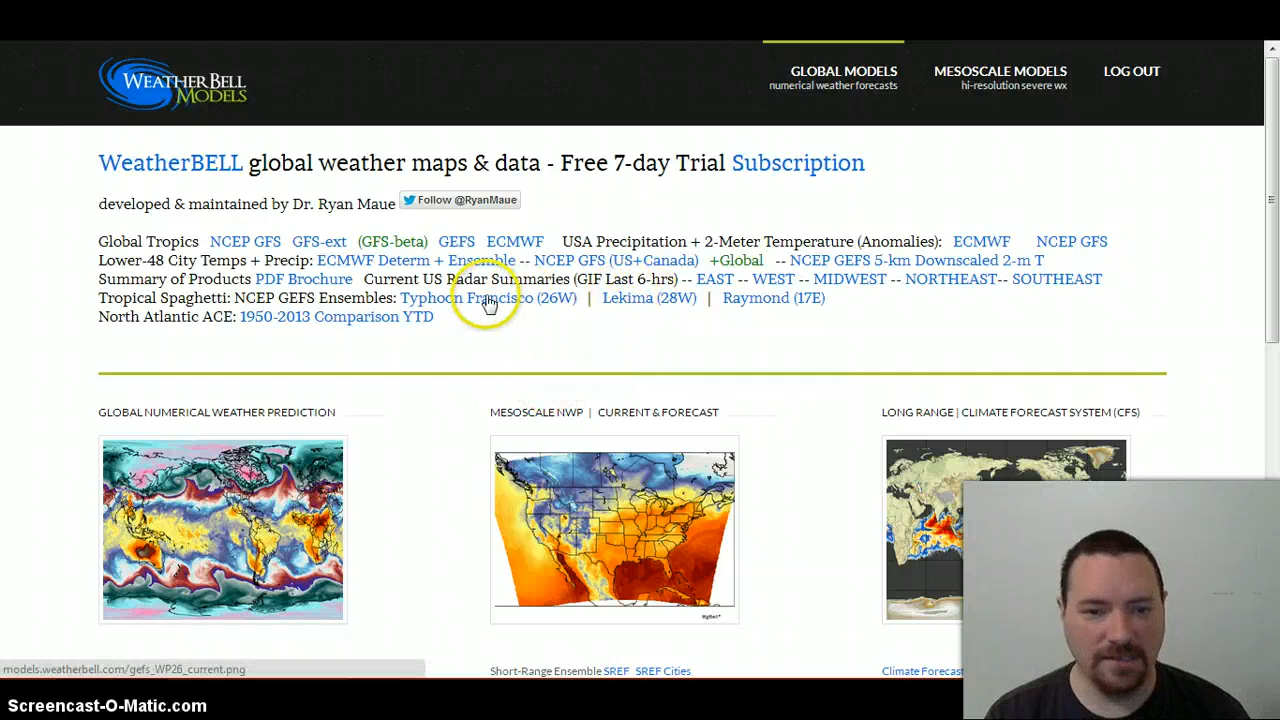 WEATHERBELL
MODELS
GLOBAL MODELS
numerical weather forecasts
MESOSCALE MODELS
hi-resolution severe wx
LOG OUT
WeatherBELL global weather maps & data - Free 7-day Trial Subscription
developed & maintained by Dr. Ryan Maue Follow @RyanMaue
Global Tropics NCEP GFS GFS-ext (GFS-beta) GEFS ECMWF USA Precipitation + 2-Meter Temperature (Anomalies): ECMWF NCEP GFS
Lower-48 City Temps + Precip: ECMWF Determ + Ensemble -- NCEP GFS (US+Canada) +Global -- NCEP GEFS 5-km Downscaled 2-m T
Summary of Products PDF Brochure Current US Radar Summaries (GIF Last 6-hrs) -- EAST -- WEST -- MIDWEST -- NORTHEAST-- SOUTHEAST
Tropical Spaghetti: NCEP GEFS Ensembles: Typhoon Francisco (26W) | Lekima (28W) | Raymond (17E)
North Atlantic ACE: 1950-2013 Comparison YTD
GLOBAL NUMERICAL WEATHER PREDICTION
MESOSCALE NWP | CURRENT & FORECAST
LONG RANGE | CLIMATE FORECAST SYSTEM (CFS)
Short-Range Ensemble SREF SREF Cities
Climate Forecast
models.weatherbell.com/gefs_WP26_current.png
Screencast-O-Matic.com